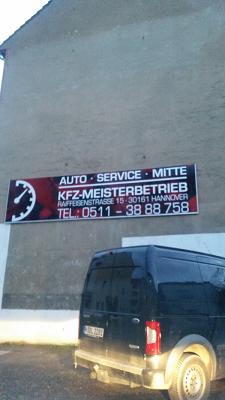 AUTO · SERVICE · MITTE
KFZ-MEISTERBETRIEB
RAIFFEISENSTRASSE 15 - 30161 HANNOVER
TEL.: 0511 - 38 88 758